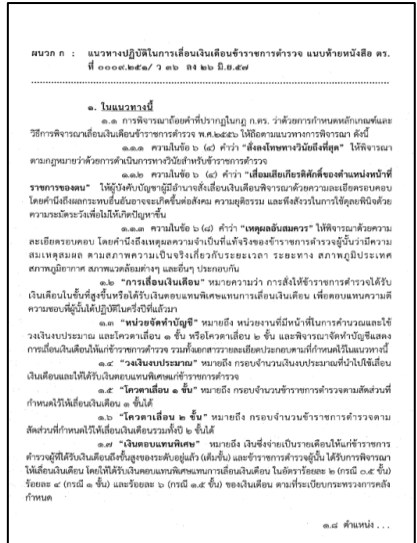 ผนวก ก : แนวทางปฏิบัติในการเลื่อนเงินเดือนข้าราชการตำรวจ แนบท้ายหนังสือ ตร.
ที่ ๐๐๐๙.๒๕๑/ ว ๓๖ ลง ๒๖ มิ.ย.๕๗
๑. ในแนวทางนี้
๑.๑ การพิจารณาถ้อยคำที่ปรากฏในกฎ ก.ตร. ว่าด้วยการกำหนดหลักเกณฑ์และ
วิธีการพิจารณาเลื่อนเงินเดือนข้าราชการตำรวจ พ.ศ.๒๕๕๖ ให้ถือตามแนวทางการพิจารณา ดังนี้
๑.๑.๑ ความในข้อ ๖ (๔) คำว่า "สั่งลงโทษทางวินัยถึงที่สุด" ให้พิจารณา
ตามกฎหมายว่าด้วยการดำเนินการทางวินัยสำหรับข้าราชการตำรวจ
๑.๑.๒ ความในข้อ ๖ (๔) คำว่า "เสื่อมเสียเกียรติศักดิ์ของตำแหน่งหน้าที่
ราชการของตน" ให้ผู้บังคับบัญชาผู้มีอำนาจสั่งเลื่อนเงินเดือนพิจารณาด้วยความละเอียดรอบคอบ
โดยคำนึงถึงผลกระทบอันอาจจะเกิดขึ้นต่อสังคม ความยุติธรรม และพึงสังวรในการใช้ดุลยพินิจด้วย
ความระมัดระวังเพื่อไม่ให้เกิดปัญหาขึ้น
๑.๑.๓ ความในข้อ ๖ คำว่า "เหตุผลอันสมควร" ให้พิจารณาด้วยความ
ละเอียดรอบคอบ โดยคำนึงถึงเหตุผลความจำเป็นที่แท้จริงของข้าราชการตำรวจผู้นั้นว่ามีความ
สมเหตุสมผล ตามสภาพความเป็นจริงเกี่ยวกับระยะเวลา ระยะทาง สภาพภูมิประเทศ
สภาพภูมิอากาศ สภาพแวดล้อมต่างๆ และอื่นๆ ประกอบกัน
๑.๒ "การเลื่อนเงินเดือน" หมายความว่า การสั่งให้ข้าราชการตำรวจได้รับ
เงินเดือนในขั้นที่สูงขึ้นหรือได้รับเงินตอบแทนพิเศษแทนการเลื่อนเงินเดือน เพื่อตอบแทนความดี
ความชอบที่ผู้นั้นได้ปฏิบัติในครึ่งปีที่แล้วมา
๑.๓ "หน่วยจัดทำบัญชี" หมายถึง หน่วยงานที่มีหน้าที่ในการคำนวณและใช้
วงเงินงบประมาณ และโควตาเลื่อน ๑ ขั้น หรือโควตาเลื่อน ๒ ขั้น และพิจารณาจัดทำบัญชีแสดง
การเลื่อนเงินเดือนให้แก่ข้าราชการตำรวจ รวมทั้งเอกสารรายละเอียดประกอบตามที่กำหนดไว้ในแนวทางนี้
๑.๔ "วงเงินงบประมาณ" หมายถึง กรอบจำนวนเงินงบประมาณที่นำไปใช้เลื่อน
เงินเดือนและให้ได้รับเงินตอบแทนพิเศษแก่ข้าราชการตำรวจ
๑.๕ "โควตาเลื่อน ๑ ขั้น" หมายถึง กรอบจำนวนข้าราชการตำรวจตามสัดส่วนที่
กำหนดไว้ให้เลื่อนเงินเดือน ๑ ขั้นได้
๑.๖ "โควตาเลื่อน ๒ ขั้น" หมายถึง กรอบจำนวนข้าราชการตำรวจตาม
สัดส่วนที่กำหนดไว้ให้เลื่อนเงินเดือนรวมทั้งปี ๒ ขั้นได้
๑.๗ "เงินตอบแทนพิเศษ" หมายถึง เงินซึ่งจ่ายเป็นรายเดือนให้แก่ข้าราชการ
ตำรวจผู้ที่ได้รับเงินเดือนถึงขั้นสูงของระดับอยู่แล้ว (เต็มขั้น) และข้าราชการตำรวจผู้นั้น ได้รับการพิจารณา
ให้เลื่อนเงินเดือน โดยให้ได้รับเงินตอบแทนพิเศษแทนการเลื่อนเงินเดือน ในอัตราร้อยละ ๒ (กรณี ๐.๕ ขั้น)
ร้อยละ ๔ (กรณี ๑ ขั้น) และร้อยละ ๖ (กรณี ๑.๕ ขั้น) ของเงินเดือน ตามที่ระเบียบกระทรวงการคลัง
กำหนด
๑.๘ ตำแหน่ง . . .